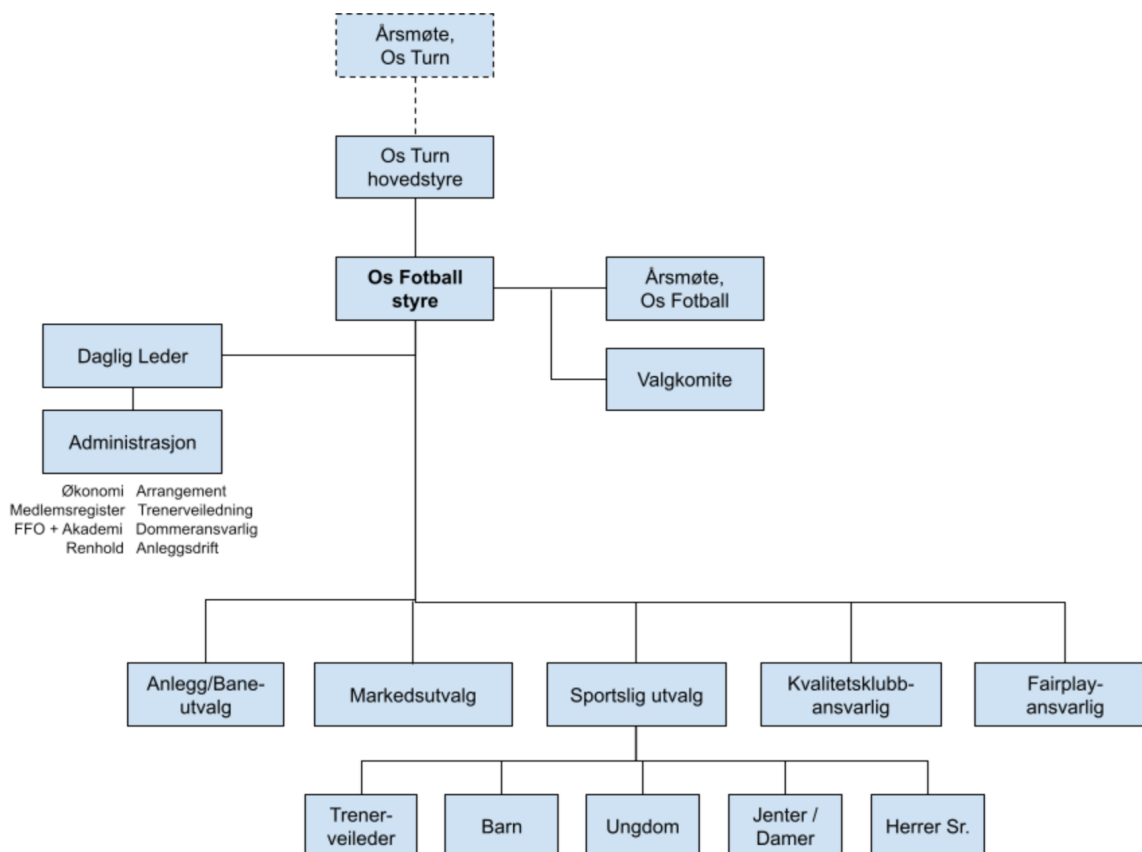 Årsmøte,
Os Turn
Os Turn
hovedstyre
Os Fotball
styre
Årsmøte,
Os Fotball
Valgkomite
Daglig Leder
Administrasjon
Økonomi Arrangement
Medlemsregister Trenerveiledning
FFO + Akademi Dommeransvarlig
Renhold Anleggsdrift
Anlegg/Bane-
utvalg
Markedsutvalg
Sportslig utvalg
Kvalitetsklubb-
ansvarlig
Fairplay-
ansvarlig
Trener-
veileder
Barn
Ungdom
Jenter /
Damer
Herrer Sr.